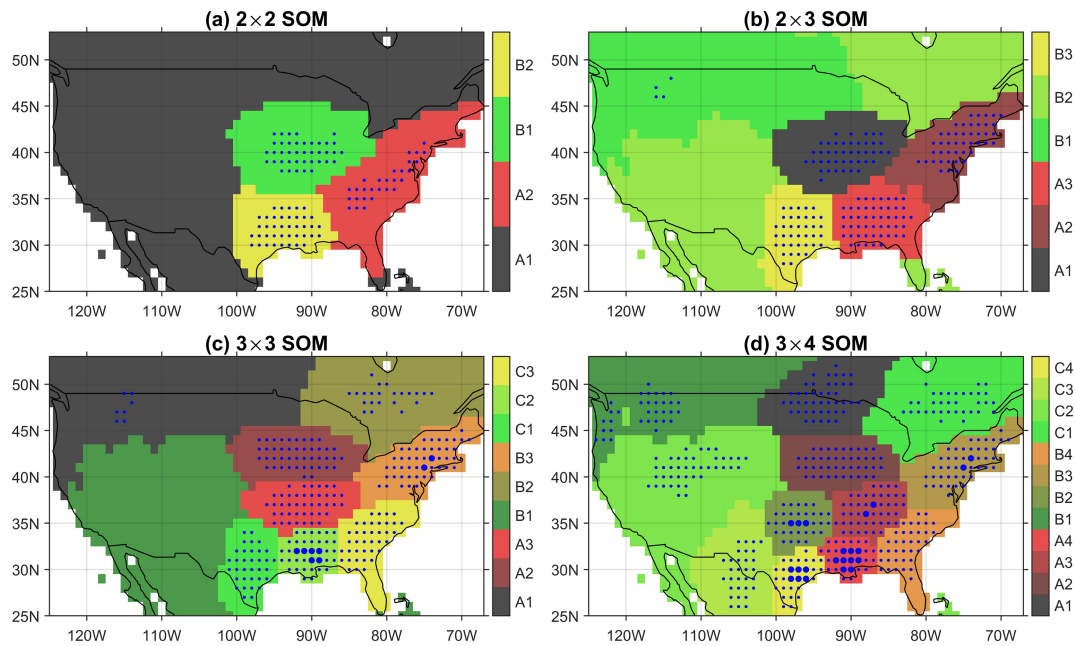 (a) 2×2 SOM
50N
45N
40N
35N
30N
25N
120W 110W 100W 90W 80W 70W
B2
B1
A2
A1
(b) 2×3 SOM
50N
45N
40N
35N
30N
25N
120W 110W 100W 90W 80W 70W
B3
B2
B1
A3
A2
A1
(c) 3×3 SOM
50N
45N
40N
35N
30N
25N
120W 110W 100W 90W 80W 70W
C3
C2
C1
B3
B2
B1
A3
A2
A1
(d) 3×4 SOM
50N
45N
40N
35N
30N
25N
120W 110W 100W 90W 80W 70W
C4
C3
C2
C1
B4
B3
B2
B1
A4
A3
A2
A1